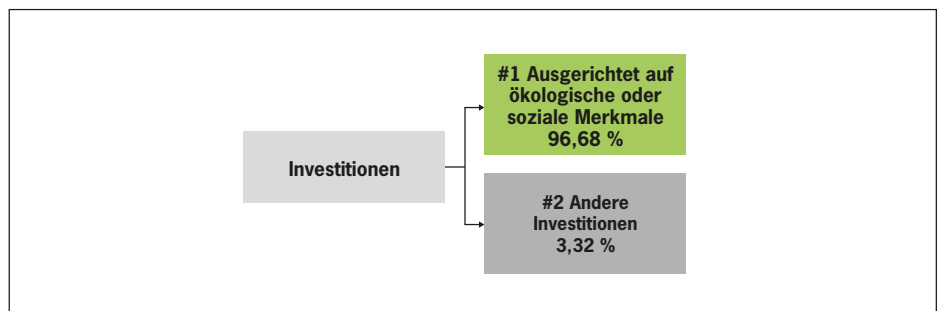 #1 Ausgerichtet auf
ökologische oder
soziale Merkmale
96,68 %
Investitionen
#2 Andere
Investitionen
3,32 %